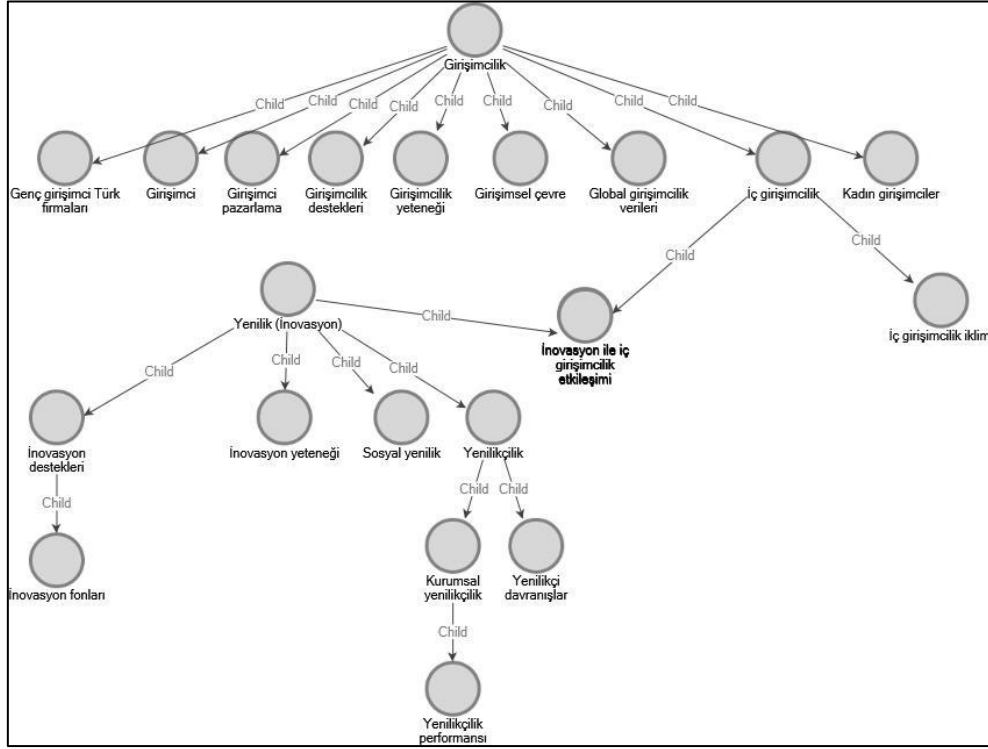 Girişimcilik
Child
Child
Child
Child
Child
Child
Child
Child
Child
Genç girişimci Türk
firmaları
Girişimci
Girişimci
pazarlama
Girişimcilik
destekleri
Girişimcilik
yeteneği
Girişimsel çevre
Global girişimcilik
verileri
İç girişimcilik
Kadın girişimciler
Child
Child
Yenilik (İnovasyon)
Child
İnovasyon ile iç
girişimcilik
etkileşimi
İç girişimcilik iklim
Child
Child
Child
Child
İnovasyon
destekleri
İnovasyon yeteneği
Sosyal yenilik
Yenilikçilik
Child
Child
Child
İnovasyon fonları
Kurumsal
yenilikçilik
Yenilikçi
davranışlar
Child
Yenilikçilik
performansı